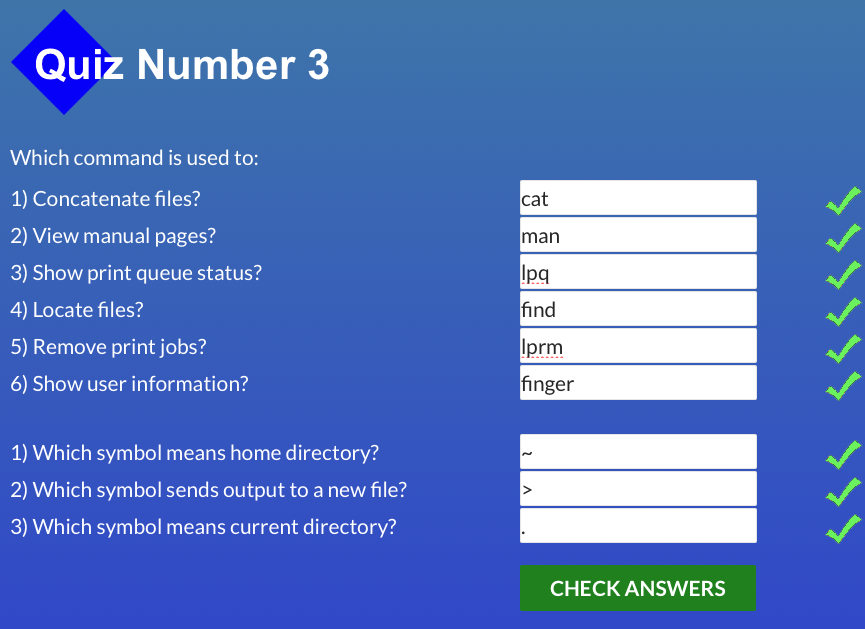 Quiz Number 3
Which command is used to:
1) Concatenate files? cat
2) View manual pages? man
3) Show print queue status? lpq
4) Locate files? find
5) Remove print jobs? lprm
6) Show user information? finger
1) Which symbol means home directory? ~
2) Which symbol sends output to a new file? >
3) Which symbol means current directory? .
CHECK ANSWERS